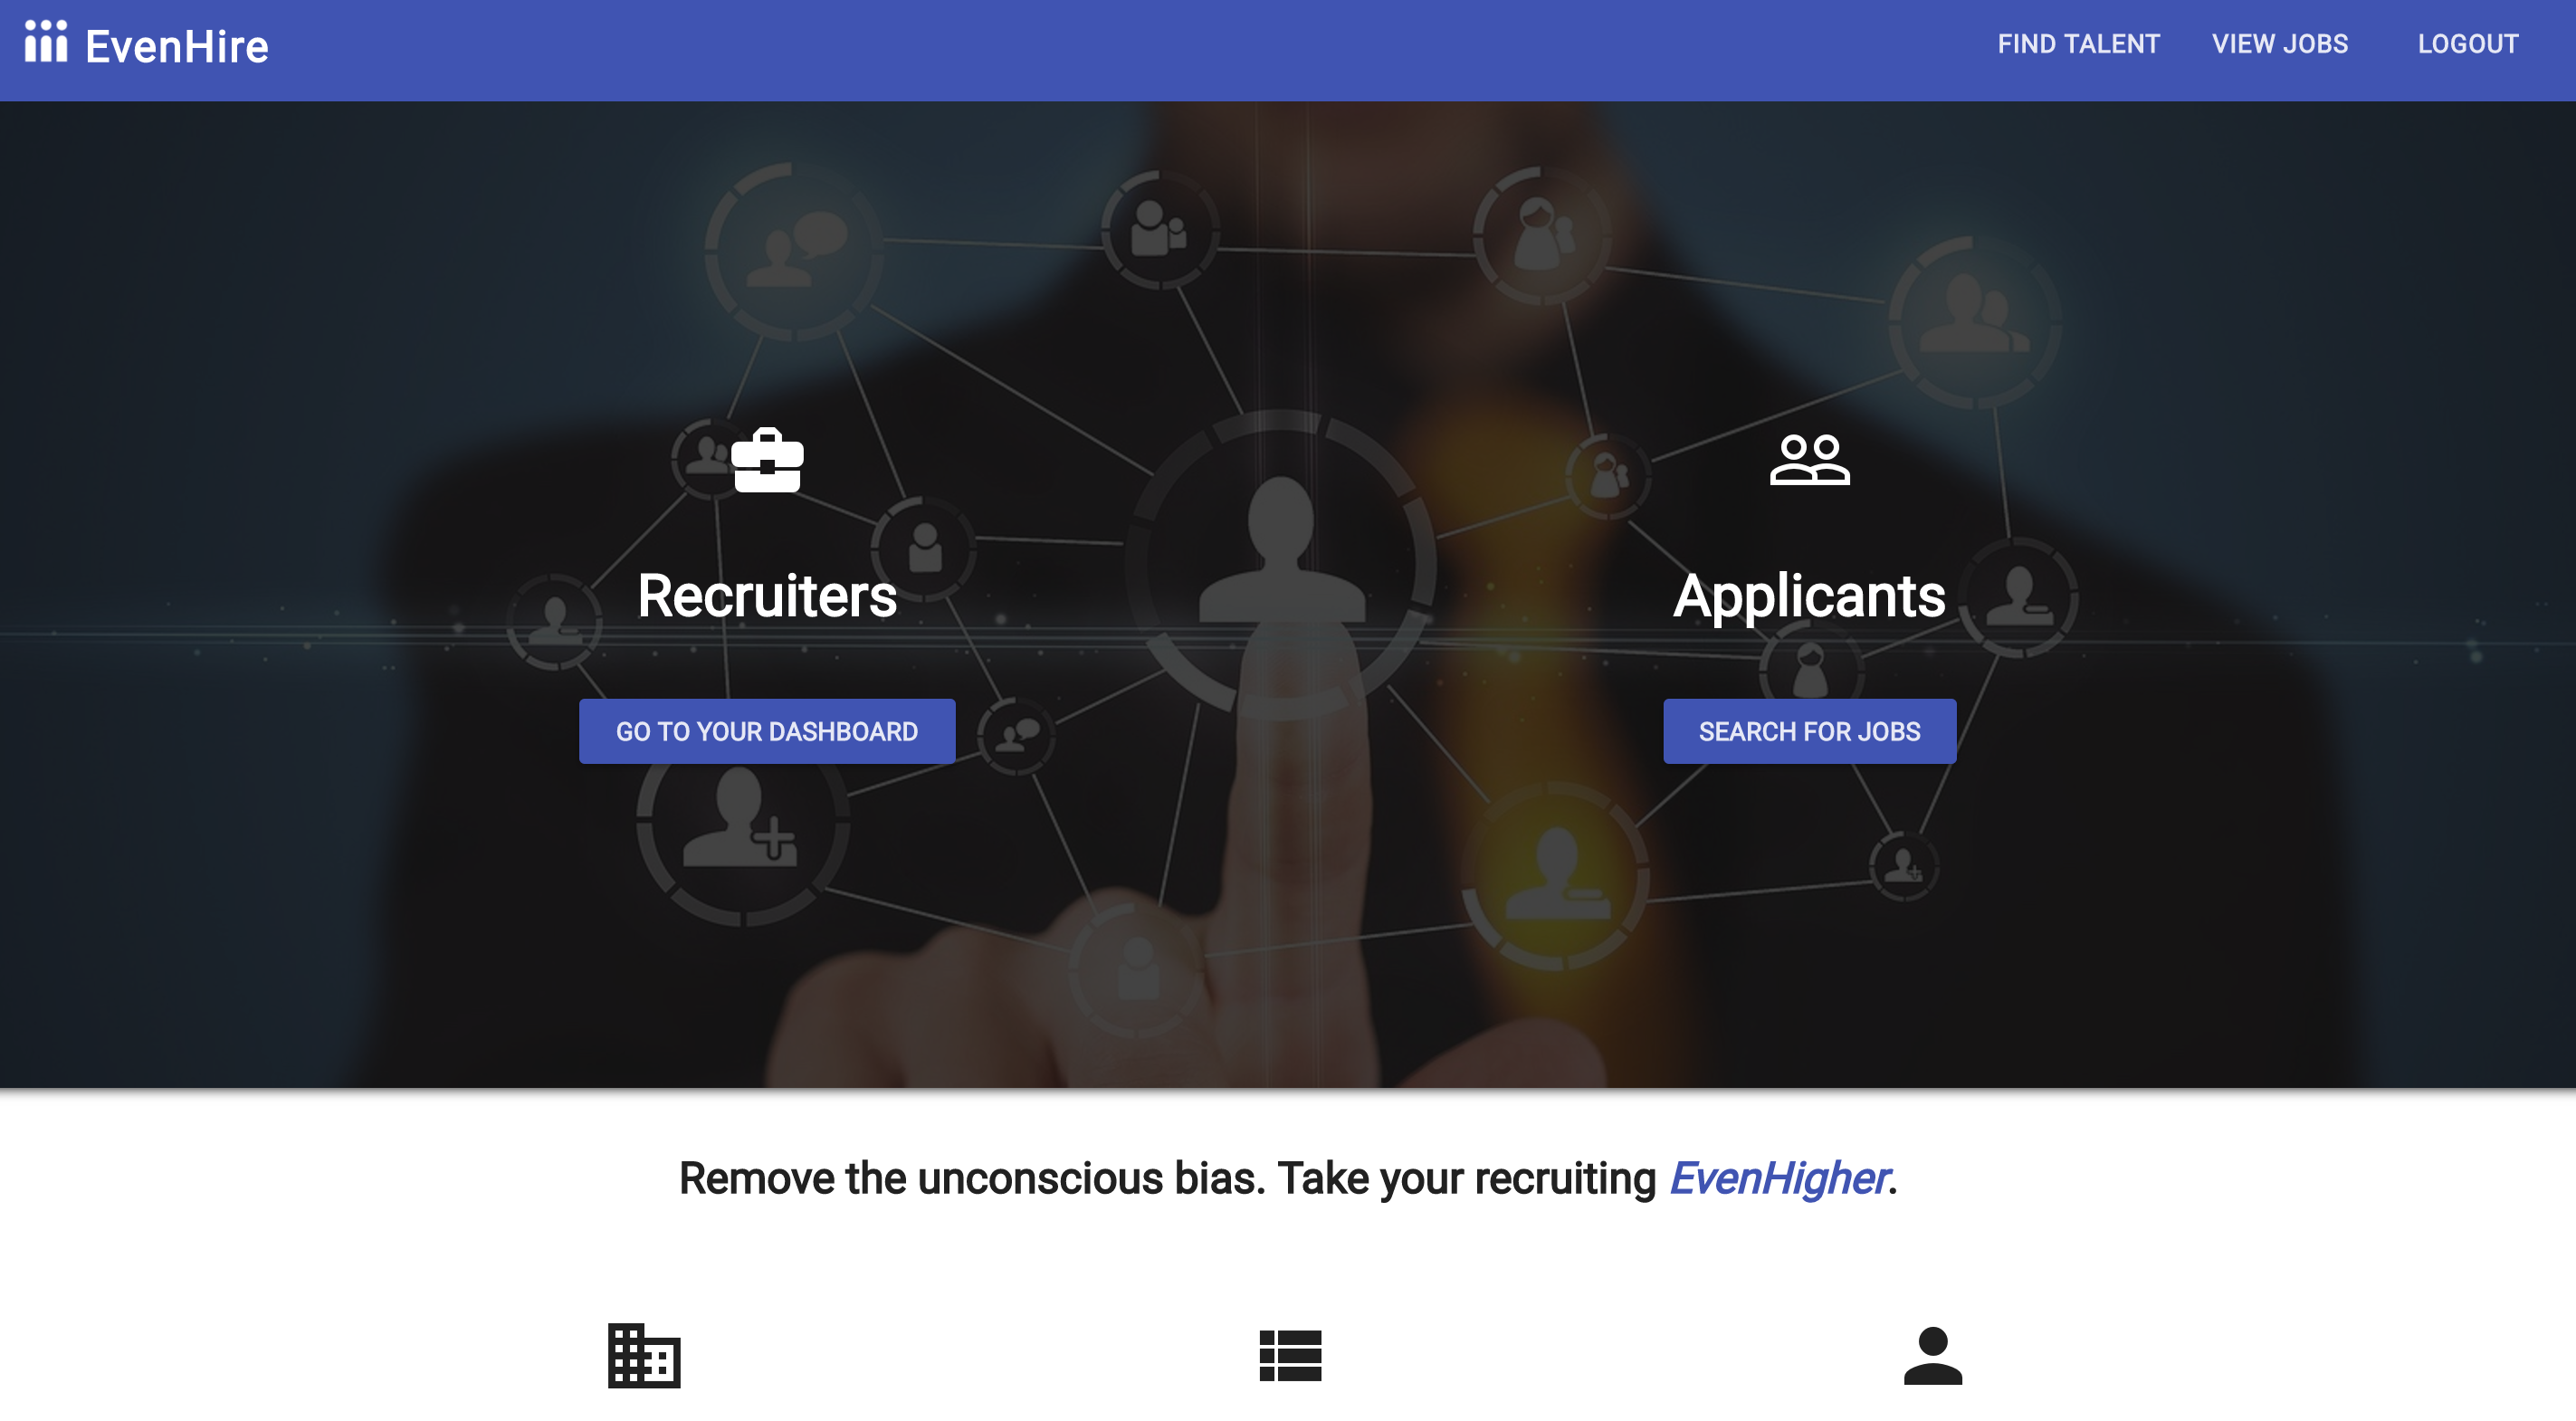 EvenHire
FIND TALENT
VIEW JOBS
LOGOUT
Recruiters
Applicants
GO TO YOUR DASHBOARD
SEARCH FOR JOBS
Remove the unconscious bias. Take your recruiting EvenHigher.